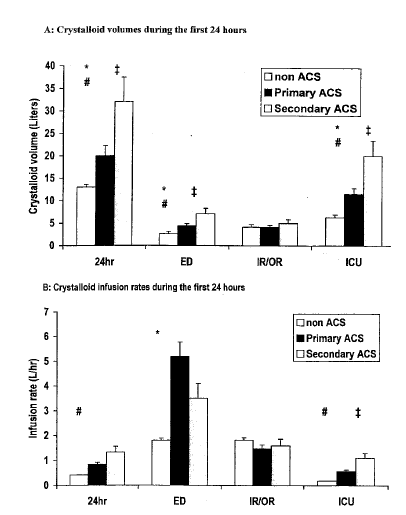 A: Crystalloid volumes during the first 24 hours
40
35
30
25
20
15
10
5
0
Crystalloid volume (Liters)
* ‡
#
* ‡
#
* ‡
#
non ACS
Primary ACS
Secondary ACS
24hr ED IR/OR ICU
B: Crystalloid infusion rates during the first 24 hours
7
6
5
4
3
2
1
0
Infusion rate (L/hr)
#
*
# ‡
non ACS
Primary ACS
Secondary ACS
24hr ED IR/OR ICU